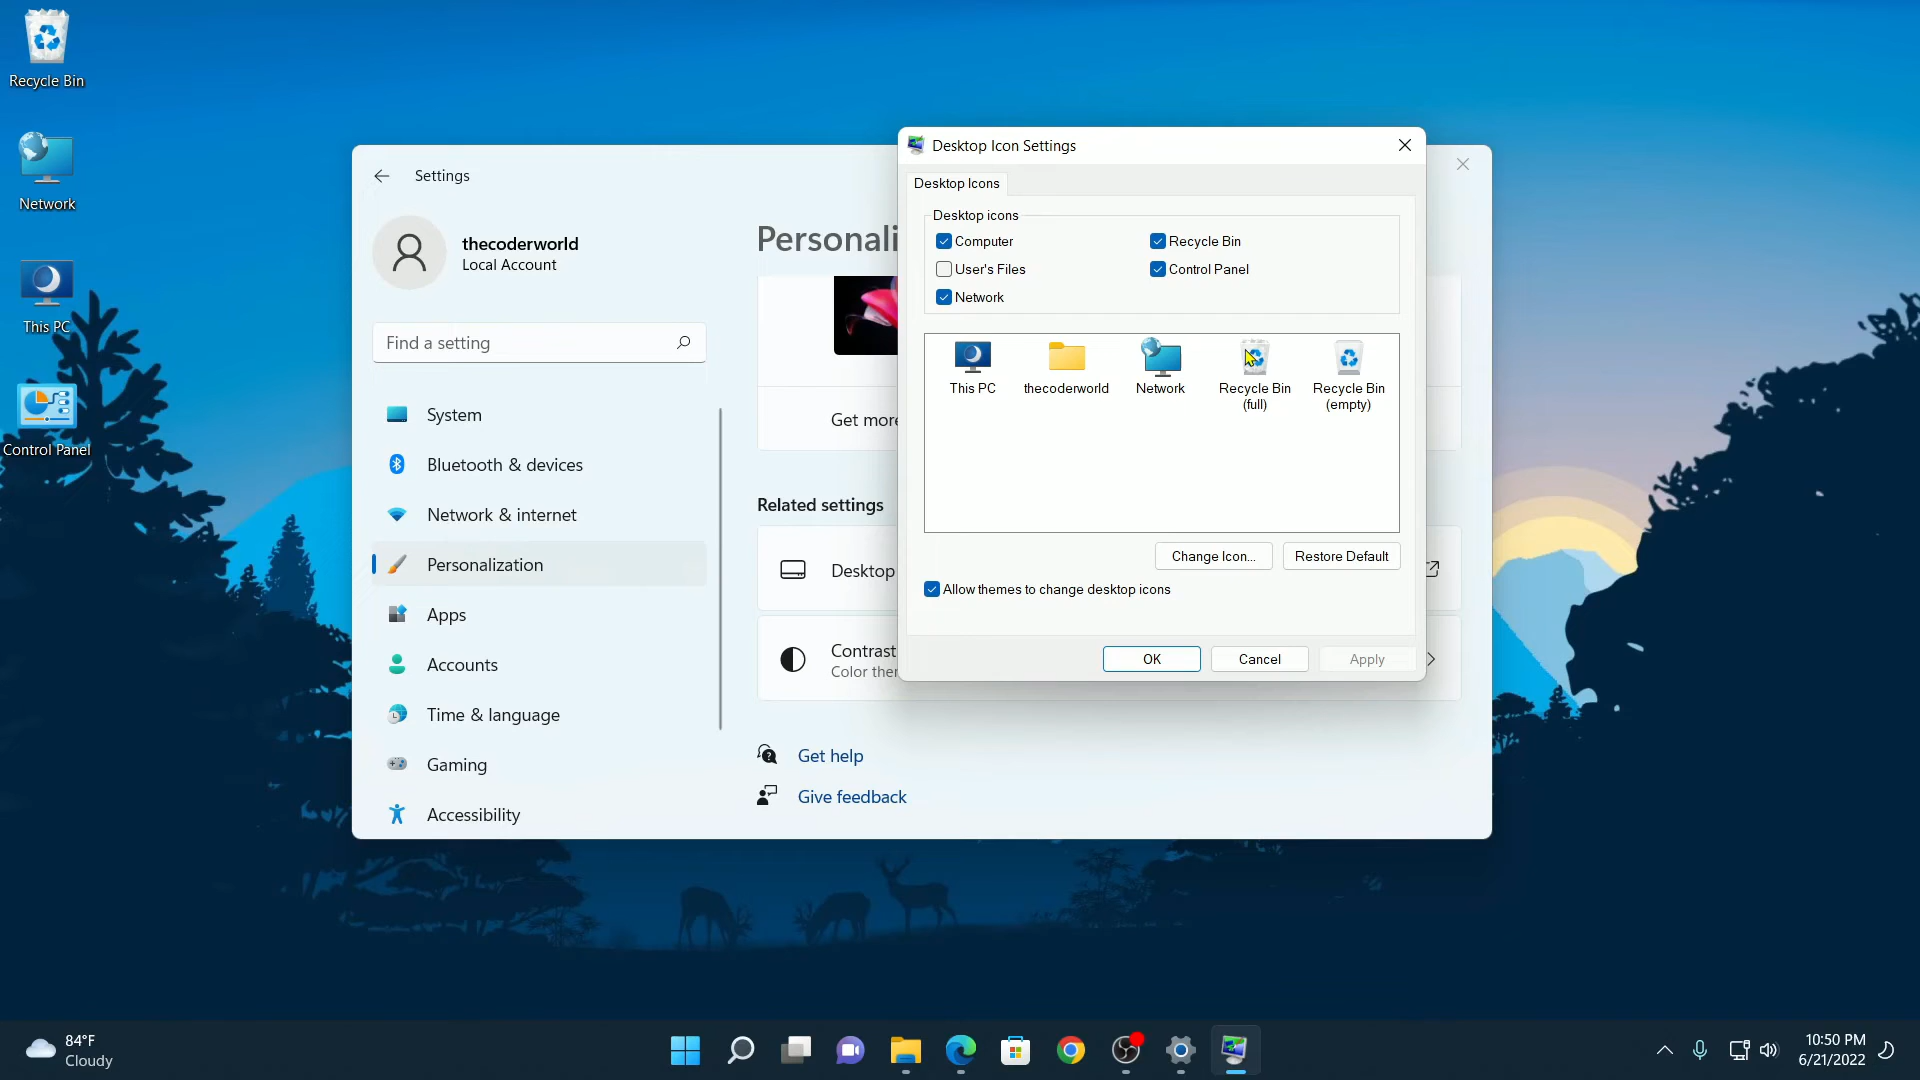 Recycle Bin
Network
This PC
Control Panel
Settings
thecoderworld
Local Account
Find a setting
System
Bluetooth & devices
Network & internet
Personalization
Apps
Accounts
Time & language
Gaming
Accessibility
Personali
Get more
Related settings
Desktop
Contrast
Color ther
Get help
Give feedback
Desktop Icon Settings
Desktop Icons
Desktop icons
Computer
Recycle Bin
User's Files
Control Panel
Network
This PC
thecoderworld
Network
Recycle Bin
(full)
Recycle Bin
(empty)
Change Icon...
Restore Default
Allow themes to change desktop icons
OK
Cancel
Apply
84°F
Cloudy
10:50 PM
6/21/2022